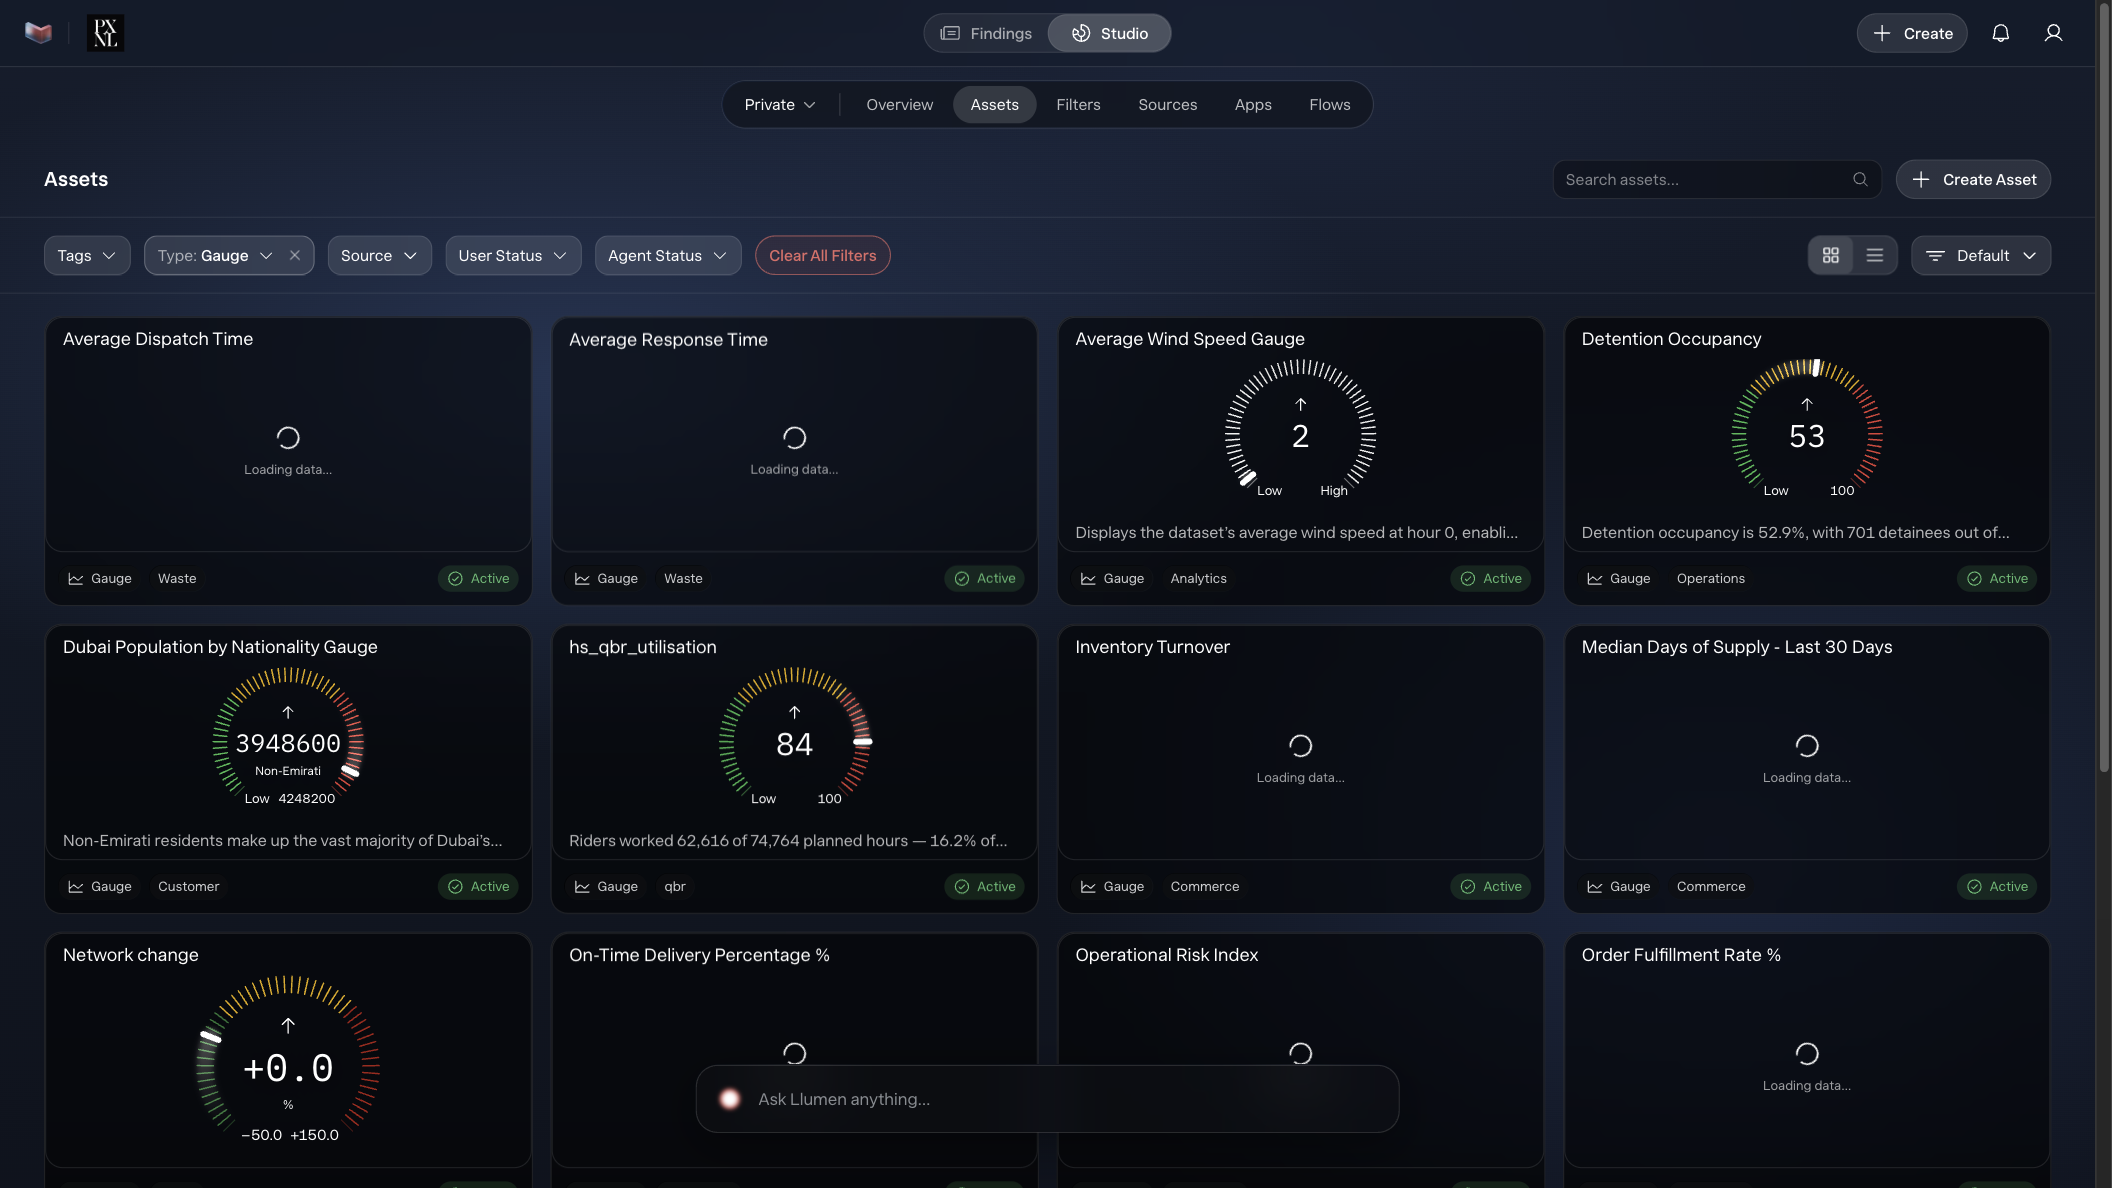 PX
NL
Findings
Studio
Create
Private
Overview
Assets
Filters
Sources
Apps
Flows
Assets
Search assets...
Create Asset
Tags
Type: Gauge
Source
User Status
Agent Status
Clear All Filters
Default
Average Dispatch Time
Loading data...
Gauge
Waste
Active
Average Response Time
Loading data...
Gauge
Waste
Active
Average Wind Speed Gauge
2
Low
High
Displays the dataset's average wind speed at hour 0, enabli...
Gauge
Analytics
Active
Detention Occupancy
53
Low
100
Detention occupancy is 52.9%, with 701 detainees out of...
Gauge
Operations
Active
Dubai Population by Nationality Gauge
3948600
Non-Emirati
Low
4248200
Non-Emirati residents make up the vast majority of Dubai's...
Gauge
Customer
Active
hs_qbr_utilisation
84
Low
100
Riders worked 62,616 of 74,764 planned hours — 16.2% of...
Gauge
qbr
Active
Inventory Turnover
Loading data...
Gauge
Commerce
Active
Median Days of Supply - Last 30 Days
Loading data...
Gauge
Commerce
Active
Network change
+0.0
%
−50.0
+150.0
On-Time Delivery Percentage %
Operational Risk Index
Order Fulfillment Rate %
Loading data...
Ask Llumen anything...